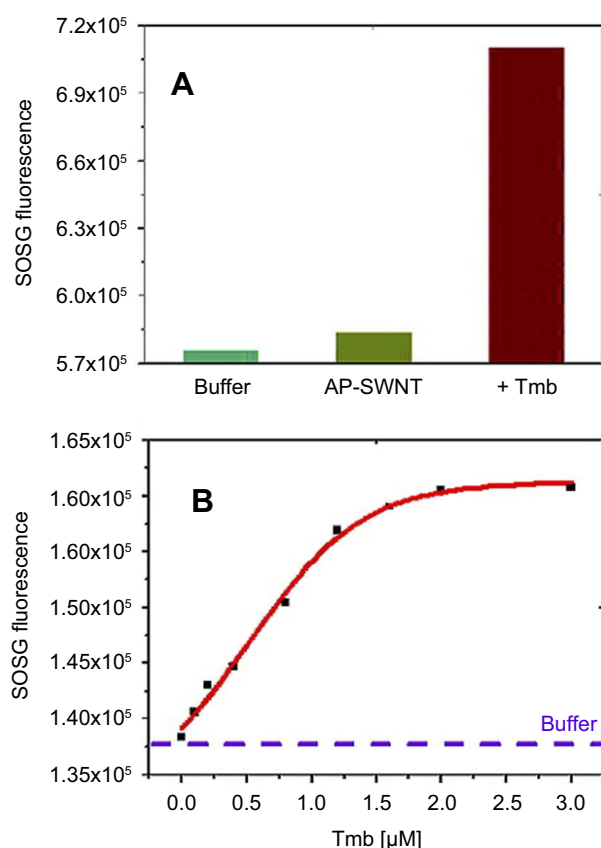 7.2x10⁵
A
6.9x10⁵
6.6x10⁵
SOSG fluorescence
6.3x10⁵
6.0x10⁵
5.7x10⁵
Buffer AP-SWNT + Tmb
1.65x10⁵
B
1.60x10⁵
1.60x10⁵
SOSG fluorescence
1.50x10⁵
1.45x10⁵
1.40x10⁵
Buffer
1.35x10⁵
0.0 0.5 1.0 1.5 2.0 2.5 3.0
Tmb [µM]